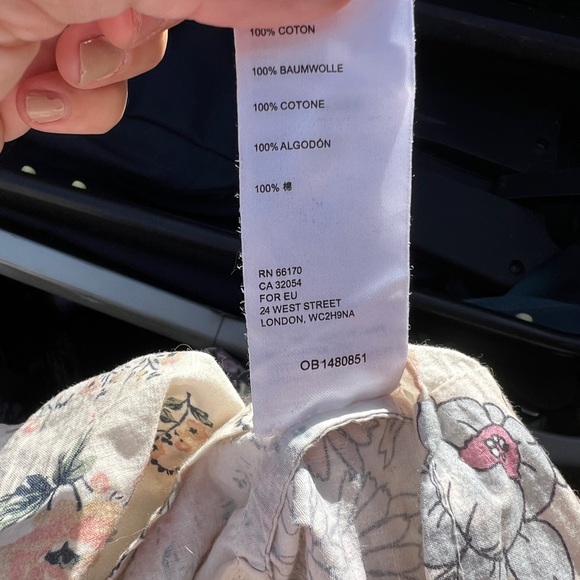 100% COTON
100% BAUMWOLLE
100% COTONE
100% ALGODÓN
100% 棉
RN 66170
CA 32054
FOR EU
24 WEST STREET
LONDON, WC2H9NA
OB1480851